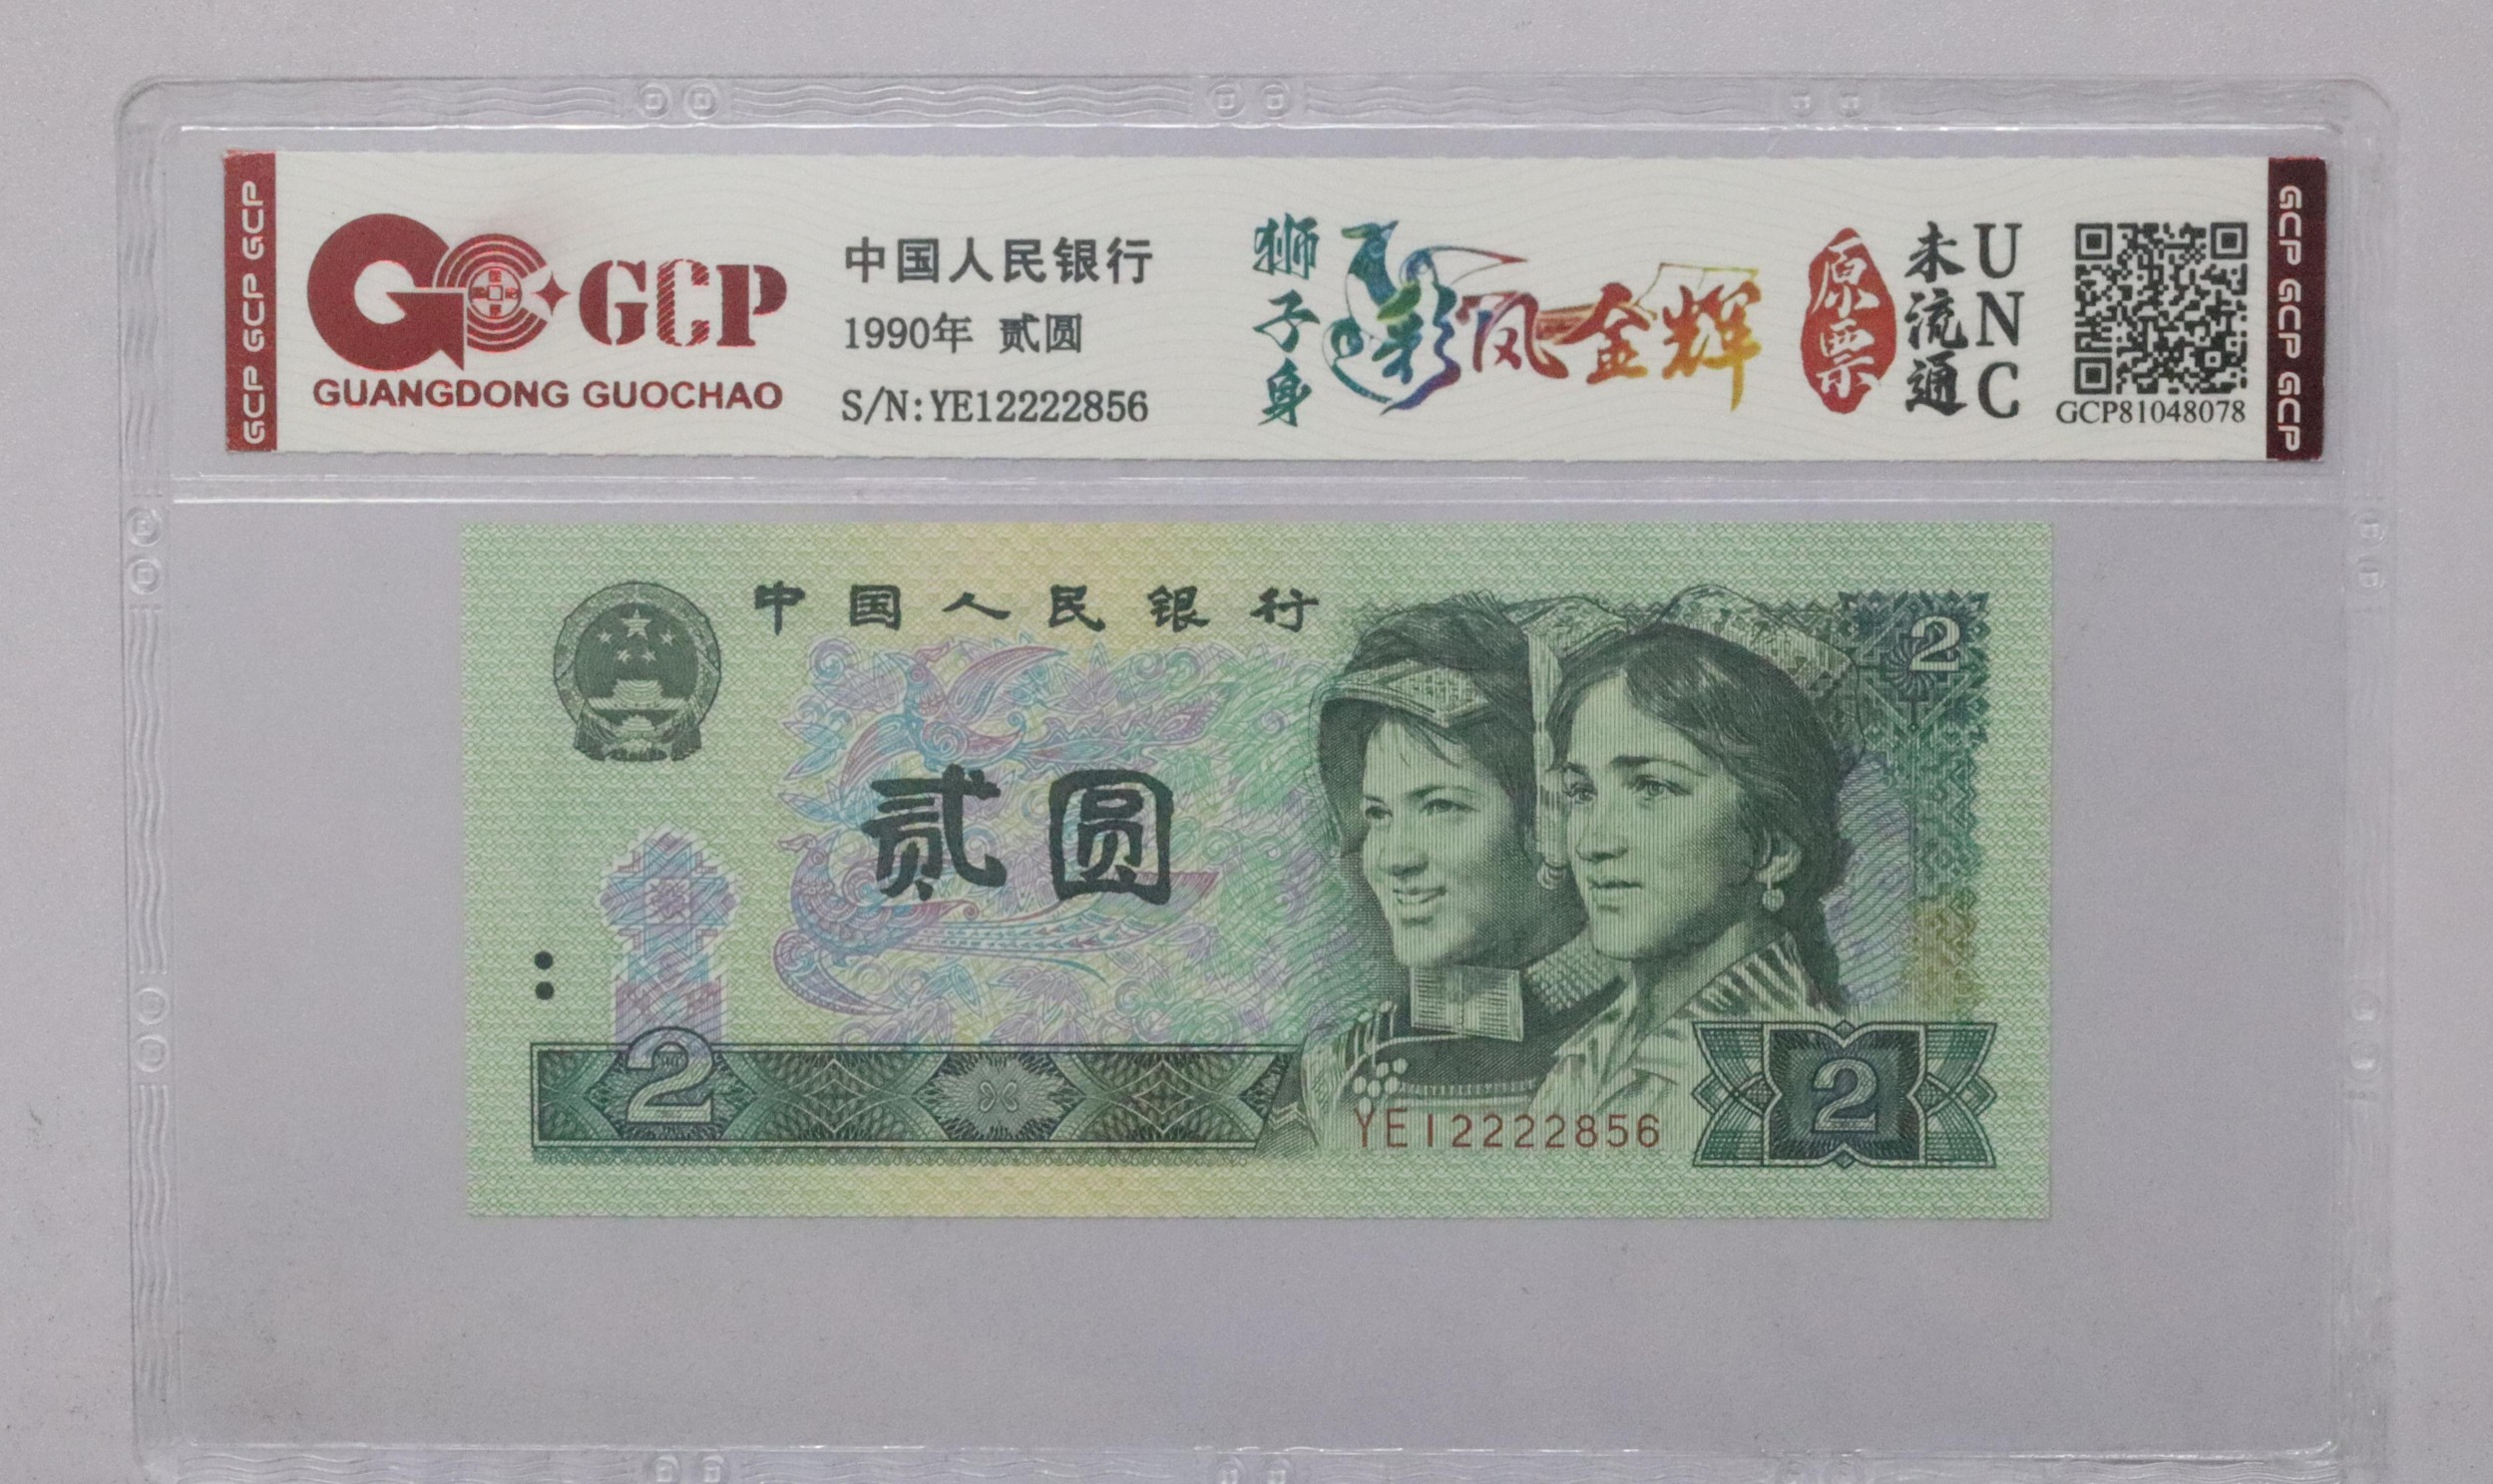 GCP GCP GCP
GCP
GUANGDONG GUOCHAO
中国人民银行
1990年 贰圆
S/N:YE12222856
狮子身
彩凤金辉
原票
未流通
UNC
GCP81048078
GCP GCP GCP
中国人民银行
2
贰圆
2
YE12222856
2